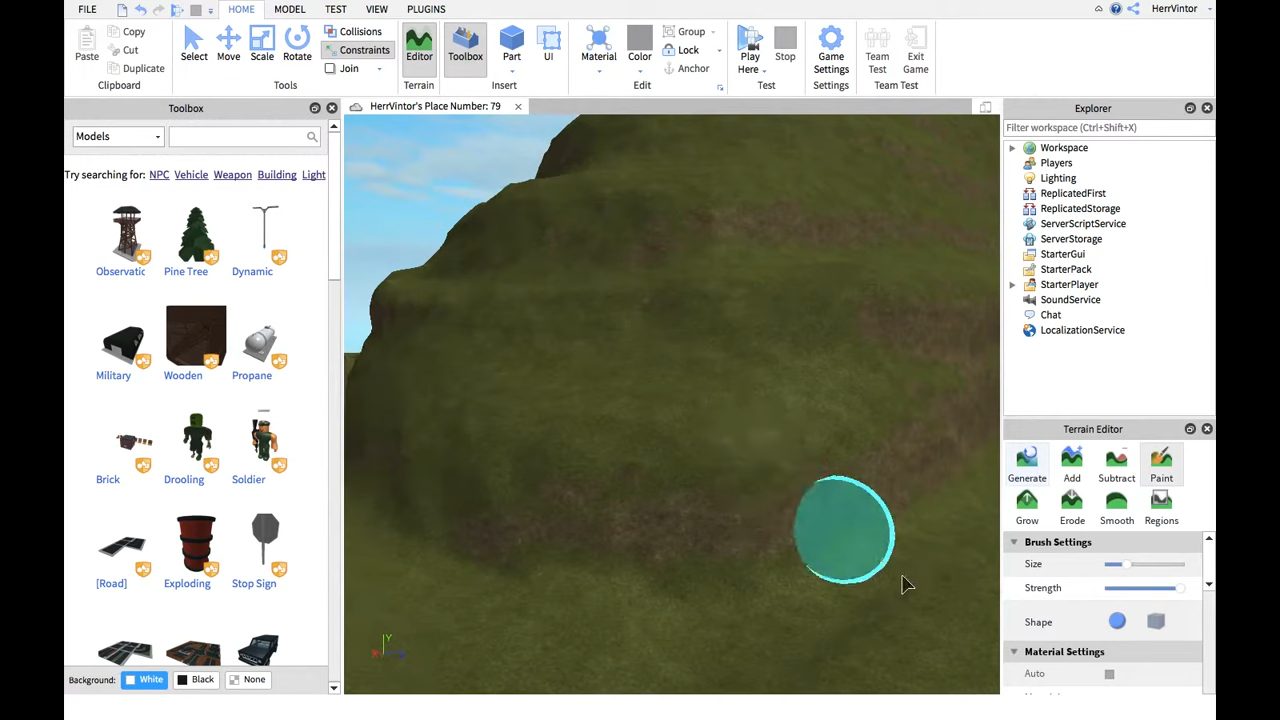 FILE HOME MODEL TEST VIEW PLUGINS HerrVintor
Paste Copy Cut Duplicate Clipboard
Select Move Scale Rotate Collisions Constraints Join Tools
Editor Terrain
Toolbox Part UI Insert
Material Color Group Lock Anchor Edit
Play Here Stop Test
Game Settings Settings
Team Test Exit Game Team Test
Toolbox
HerrVintor's Place Number: 79
Models
Try searching for: NPC Vehicle Weapon Building Light
Observatic Pine Tree Dynamic
Military Wooden Propane
Brick Drooling Soldier
[Road] Exploding Stop Sign
Background: White Black None
Y
Explorer
Filter workspace (Ctrl+Shift+X)
Workspace
Players
Lighting
ReplicatedFirst
ReplicatedStorage
ServerScriptService
ServerStorage
StarterGui
StarterPack
StarterPlayer
SoundService
Chat
LocalizationService
Terrain Editor
Generate Add Subtract Paint
Grow Erode Smooth Regions
Brush Settings
Size
Strength
Shape
Material Settings
Auto